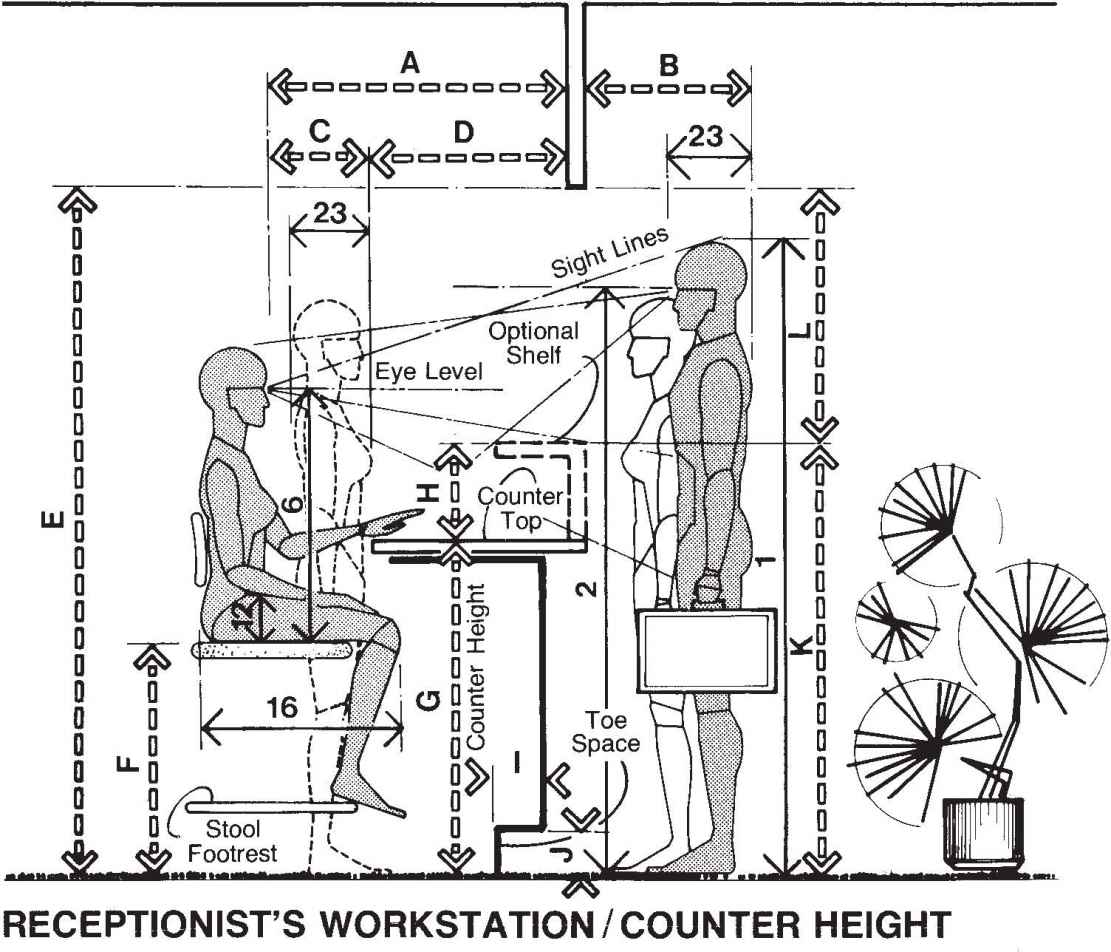 A
B
C
D
23
23
Sight Lines
Optional
Shelf
Eye Level
L
E
6
H
Counter
Top
2
1
12
K
16
G
Counter Height
F
Toe
Space
I
J
Stool
Footrest
RECEPTIONIST'S WORKSTATION / COUNTER HEIGHT